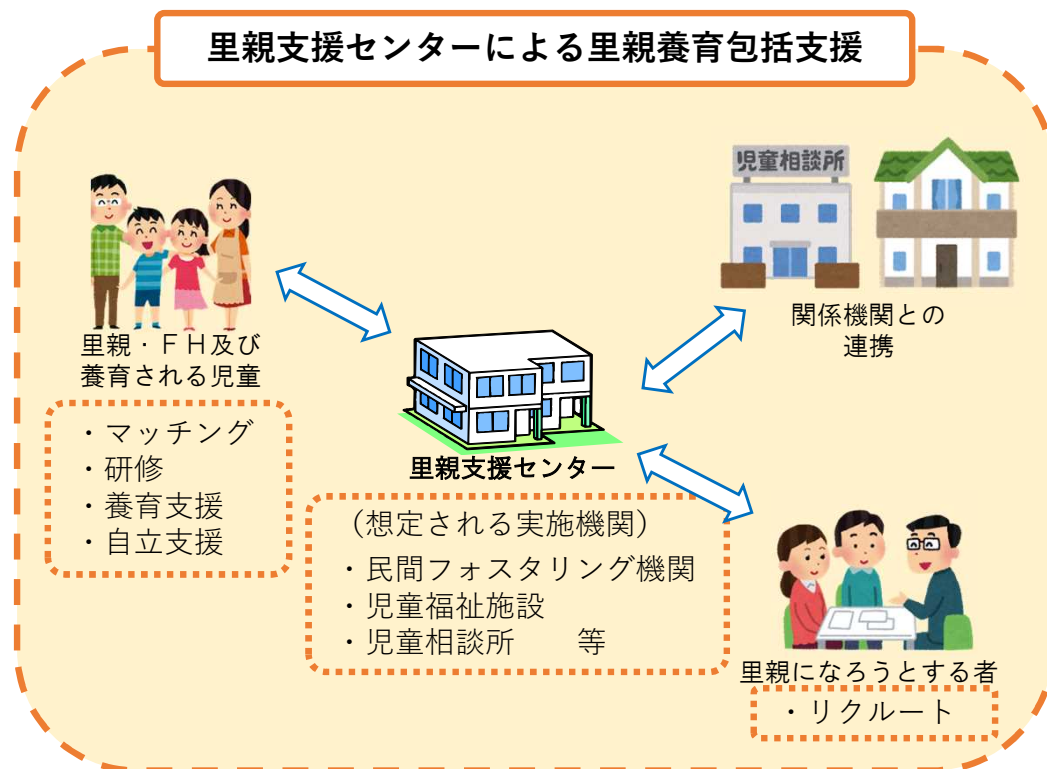 里親支援センターによる里親養育包括支援
児童相談所
里親・ＦＨ及び
養育される児童
・マッチング
・研修
・養育支援
・自立支援
関係機関との
連携
里親支援センター
（想定される実施機関）
・民間フォスタリング機関
・児童福祉施設
・児童相談所　　等
里親になろうとする者
・リクルート